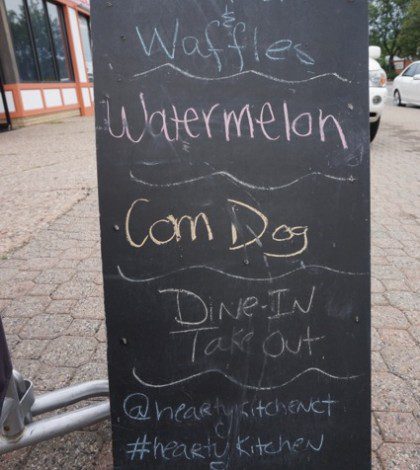 &
Waffles
Watermelon
Corn Dog
Dine-In
Take Out
@heartykitchenct
#heartyKitchen